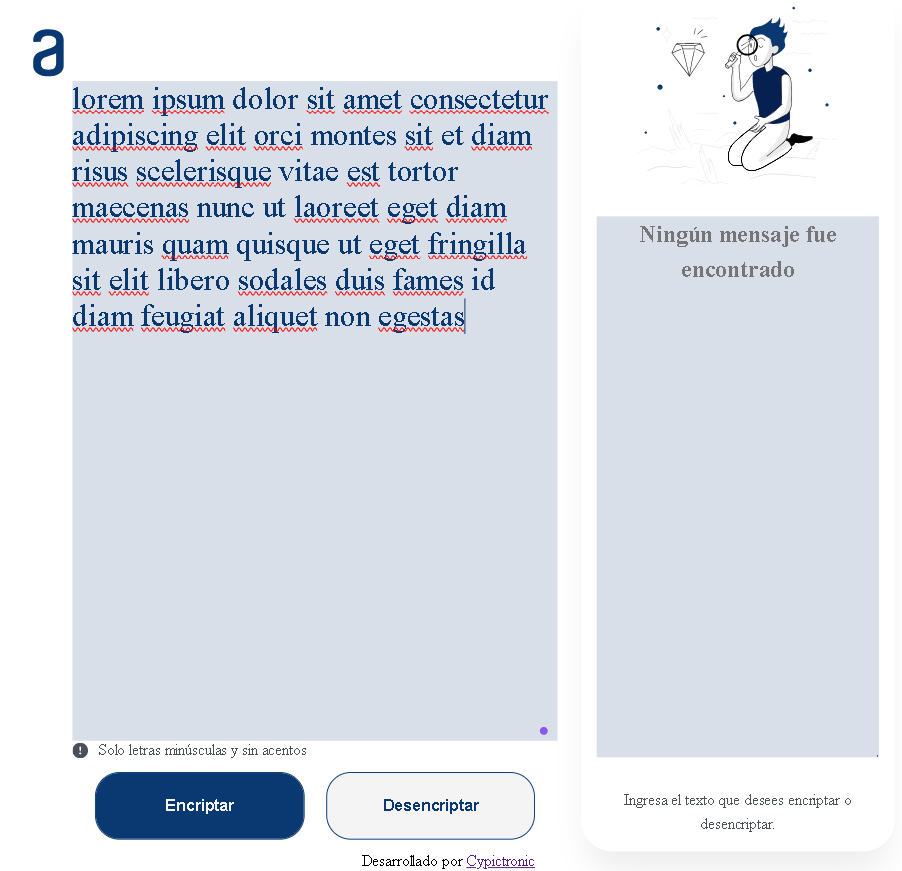 a
lorem ipsum dolor sit amet consectetur
adipiscing elit orci montes sit et diam
risus scelerisque vitae est tortor
maecenas nunc ut laoreet eget diam
mauris quam quisque ut eget fringilla
sit elit libero sodales duis fames id
diam feugiat aliquet non egestas
Solo letras minúsculas y sin acentos
Encriptar
Desencriptar
Desarrollado por Cypictronic
Ningún mensaje fue
encontrado
Ingresa el texto que desees encriptar o
desencriptar.